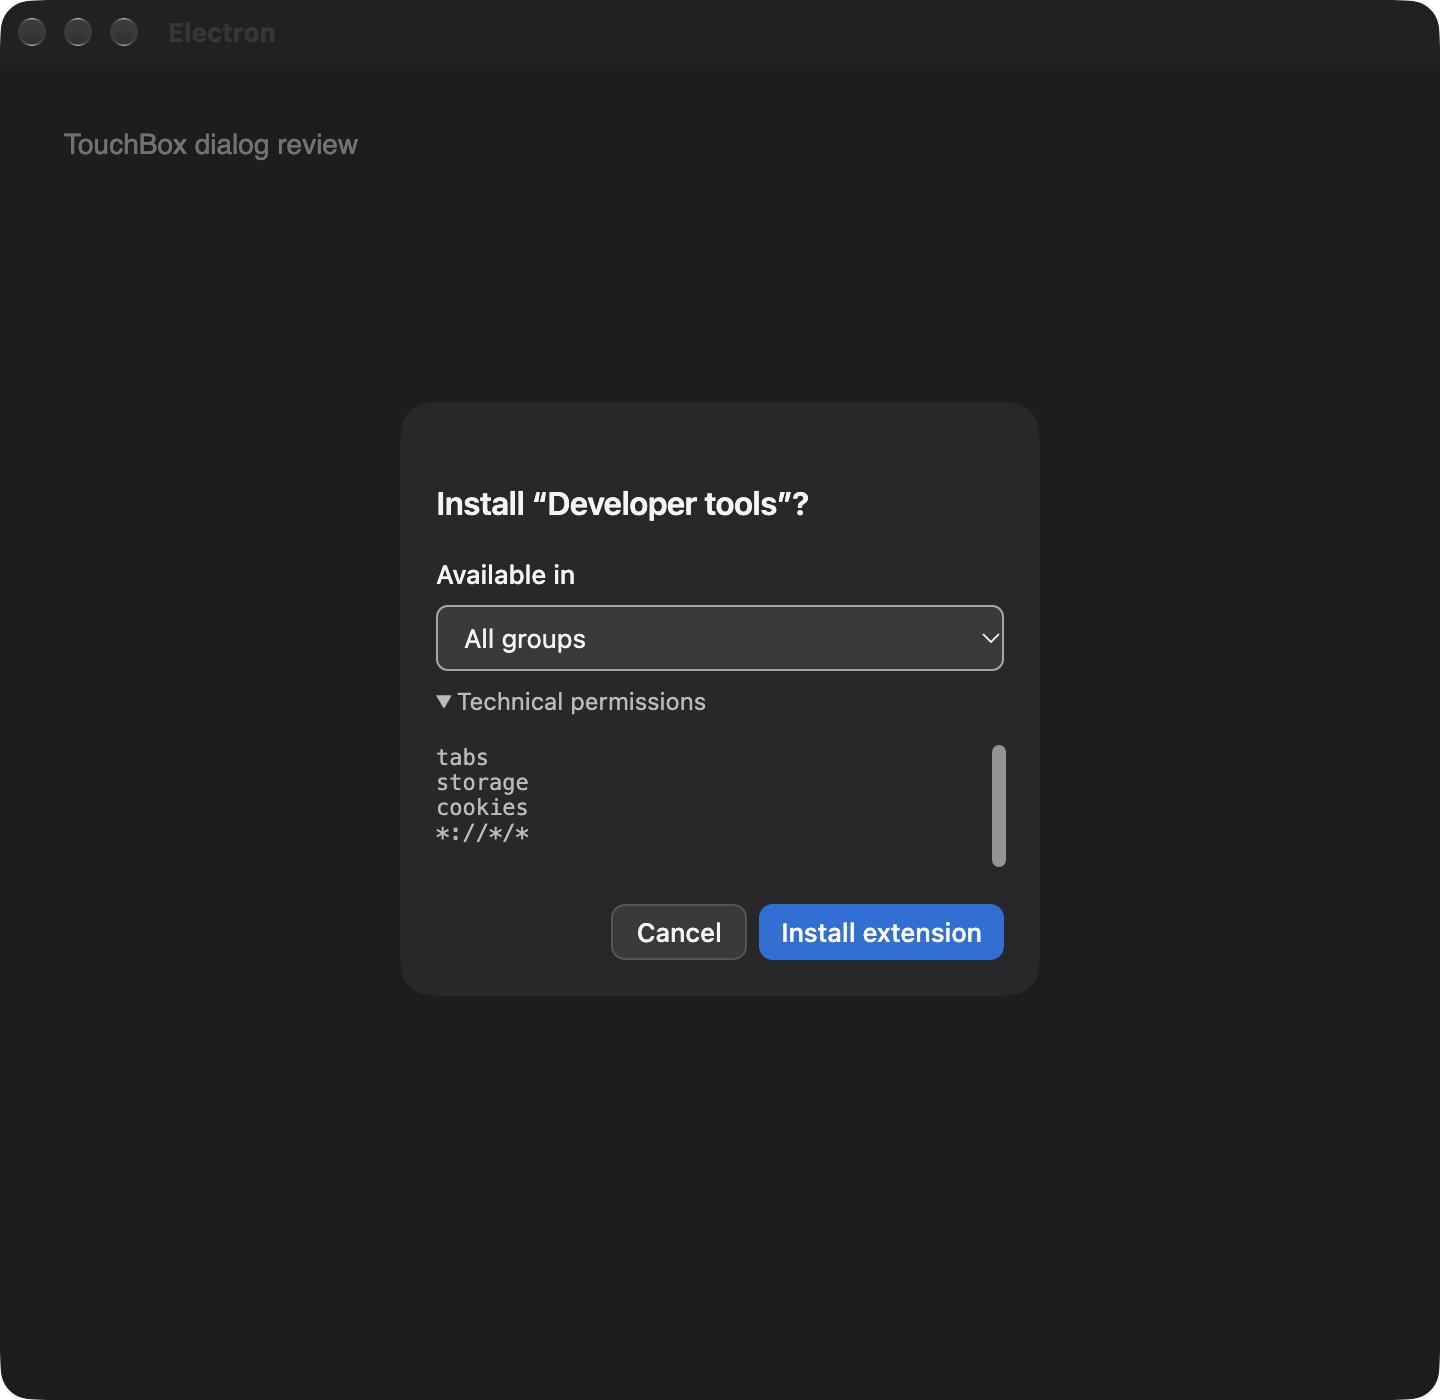 Electron
TouchBox dialog review
Install “Developer tools”?
Available in
All groups
Technical permissions
tabs
storage
cookies
*://*/*
Cancel
Install extension